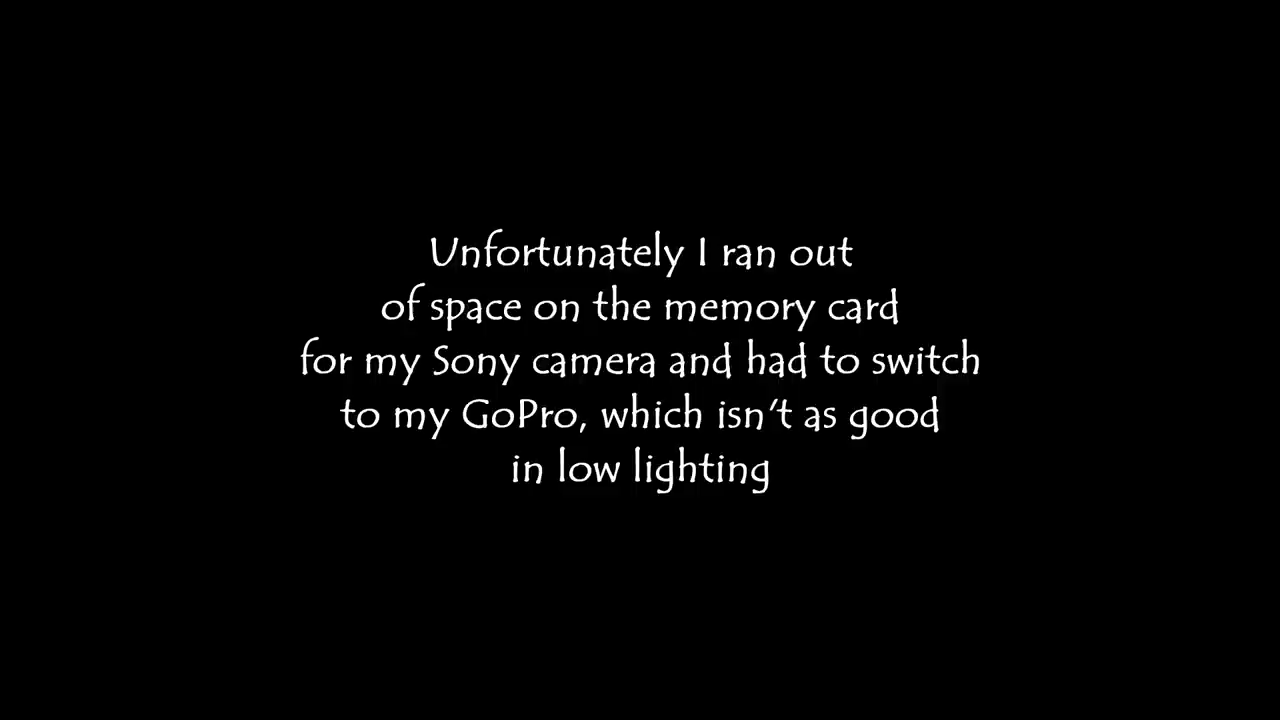 Unfortunately I ran out
of space on the memory card
for my Sony camera and had to switch
to my GoPro, which isn't as good
in low lighting